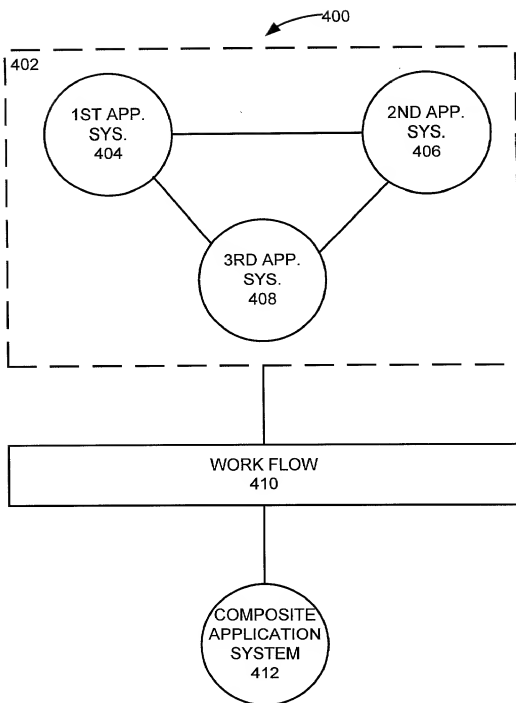 400
402
1ST APP.
SYS.
404
2ND APP.
SYS.
406
3RD APP.
SYS.
408
WORK FLOW
410
COMPOSITE
APPLICATION
SYSTEM
412